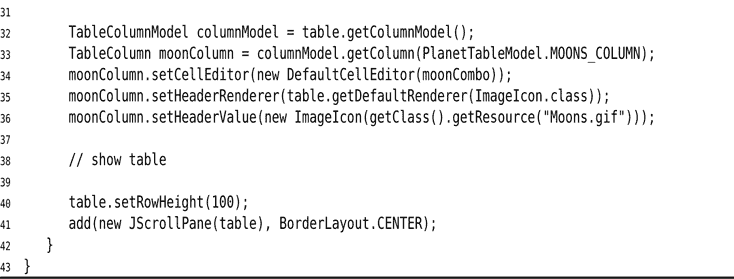 31
32 TableColumnModel columnModel = table.getColumnModel();
33 TableColumn moonColumn = columnModel.getColumn(PlanetTableModel.MOONS_COLUMN);
34 moonColumn.setCellEditor(new DefaultCellEditor(moonCombo));
35 moonColumn.setHeaderRenderer(table.getDefaultRenderer(ImageIcon.class));
36 moonColumn.setHeaderValue(new ImageIcon(getClass().getResource("Moons.gif")));
37
38 // show table
39
40 table.setRowHeight(100);
41 add(new JScrollPane(table), BorderLayout.CENTER);
42 }
43 }